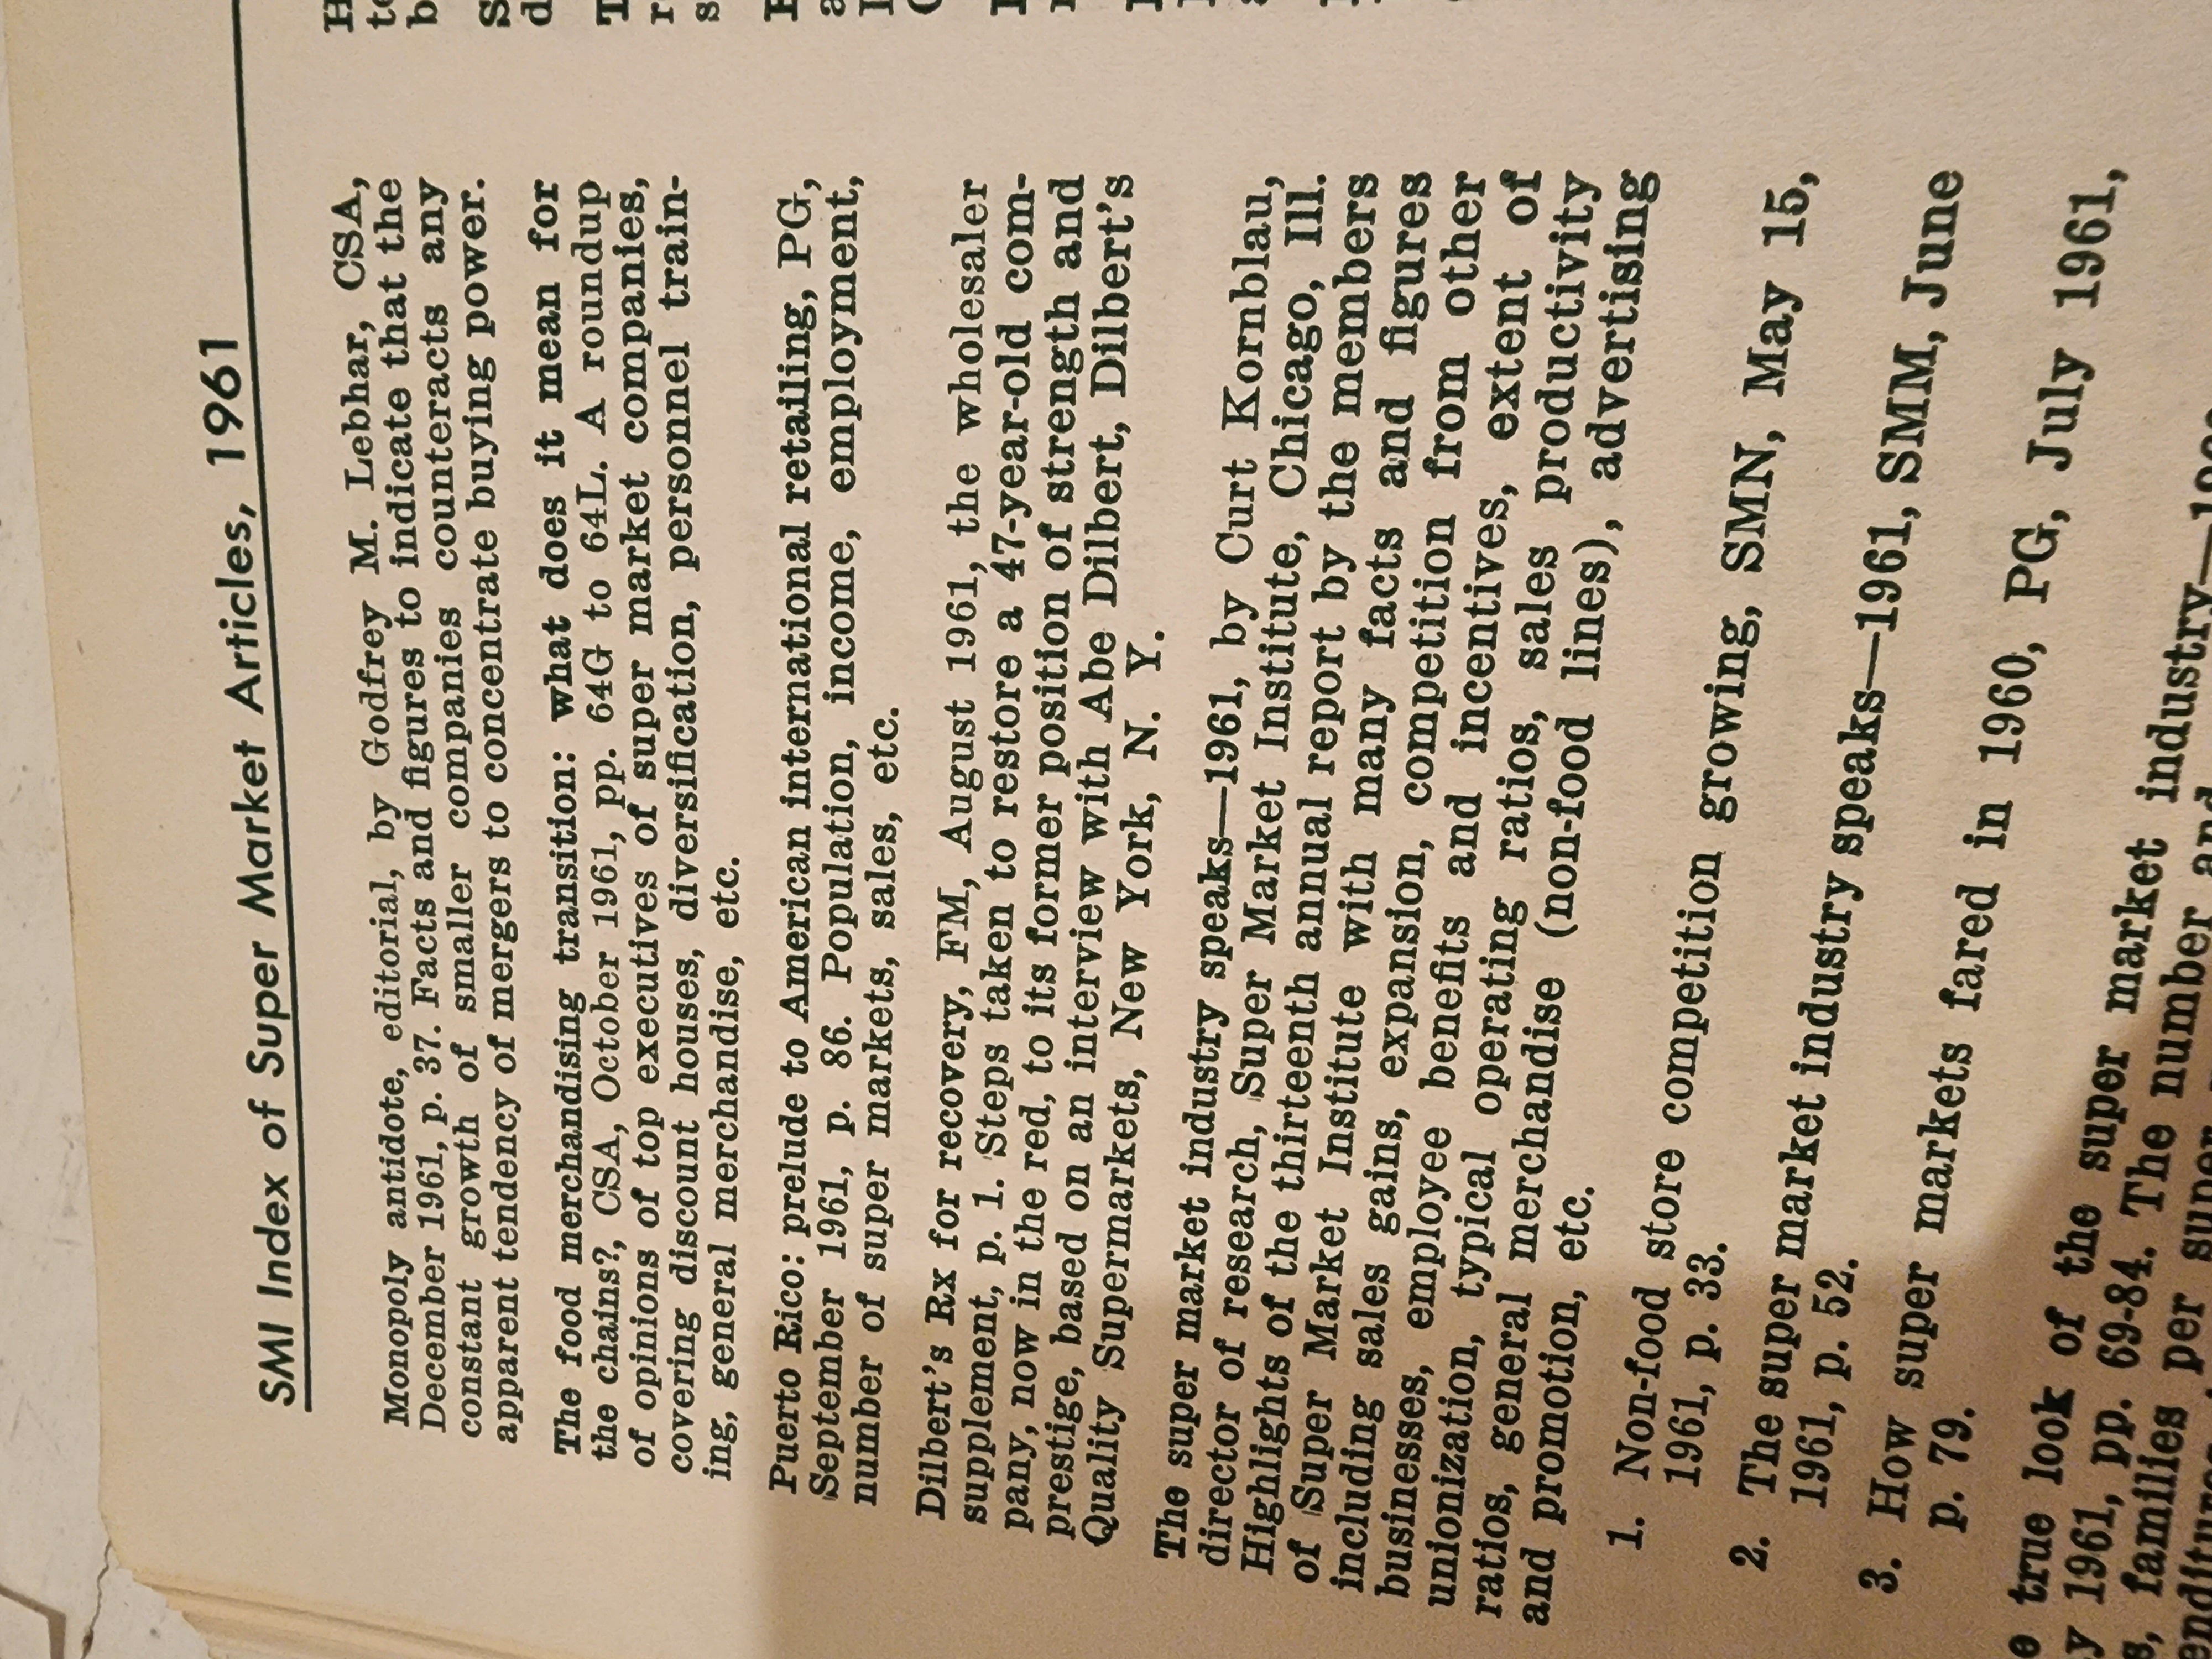 SMI Index of Super Market Articles, 1961
Monopoly antidote, editorial, by Godfrey M. Lebhar, CSA,
December 1961, p. 37. Facts and figures to indicate that the
constant growth of smaller companies counteracts any
apparent tendency of mergers to concentrate buying power.
The food merchandising transition: what does it mean for
the chains?, CSA, October 1961, pp. 64G to 64L. A roundup
of opinions of top executives of super market companies,
covering discount houses, diversification, personnel train-
ing, general merchandise, etc.
Puerto Rico: prelude to American international retailing, PG,
September 1961, p. 86. Population, income, employment,
number of super markets, sales, etc.
Dilbert's Rx for recovery, FM, August 1961, the wholesaler
supplement, p. 1. Steps taken to restore a 47-year-old com-
pany, now in the red, to its former position of strength and
prestige, based on an interview with Abe Dilbert, Dilbert's
Quality Supermarkets, New York, N. Y.
The super market industry speaks—1961, by Curt Kornblau,
director of research, Super Market Institute, Chicago, Ill.
Highlights of the thirteenth annual report by the members
of Super Market Institute with many facts and figures
including sales gains, expansion, competition from other
businesses, employee benefits and incentives, extent of
unionization, typical operating ratios, sales productivity
ratios, general merchandise (non-food lines), advertising
and promotion, etc.
1. Non-food store competition growing, SMN, May 15,
1961, p. 33.
2. The super market industry speaks—1961, SMM, June
1961, p. 52.
3. How super markets fared in 1960, PG, July 1961,
p. 79.
true look of the super market industry—
1961, pp. 69-84. The number and
families per super